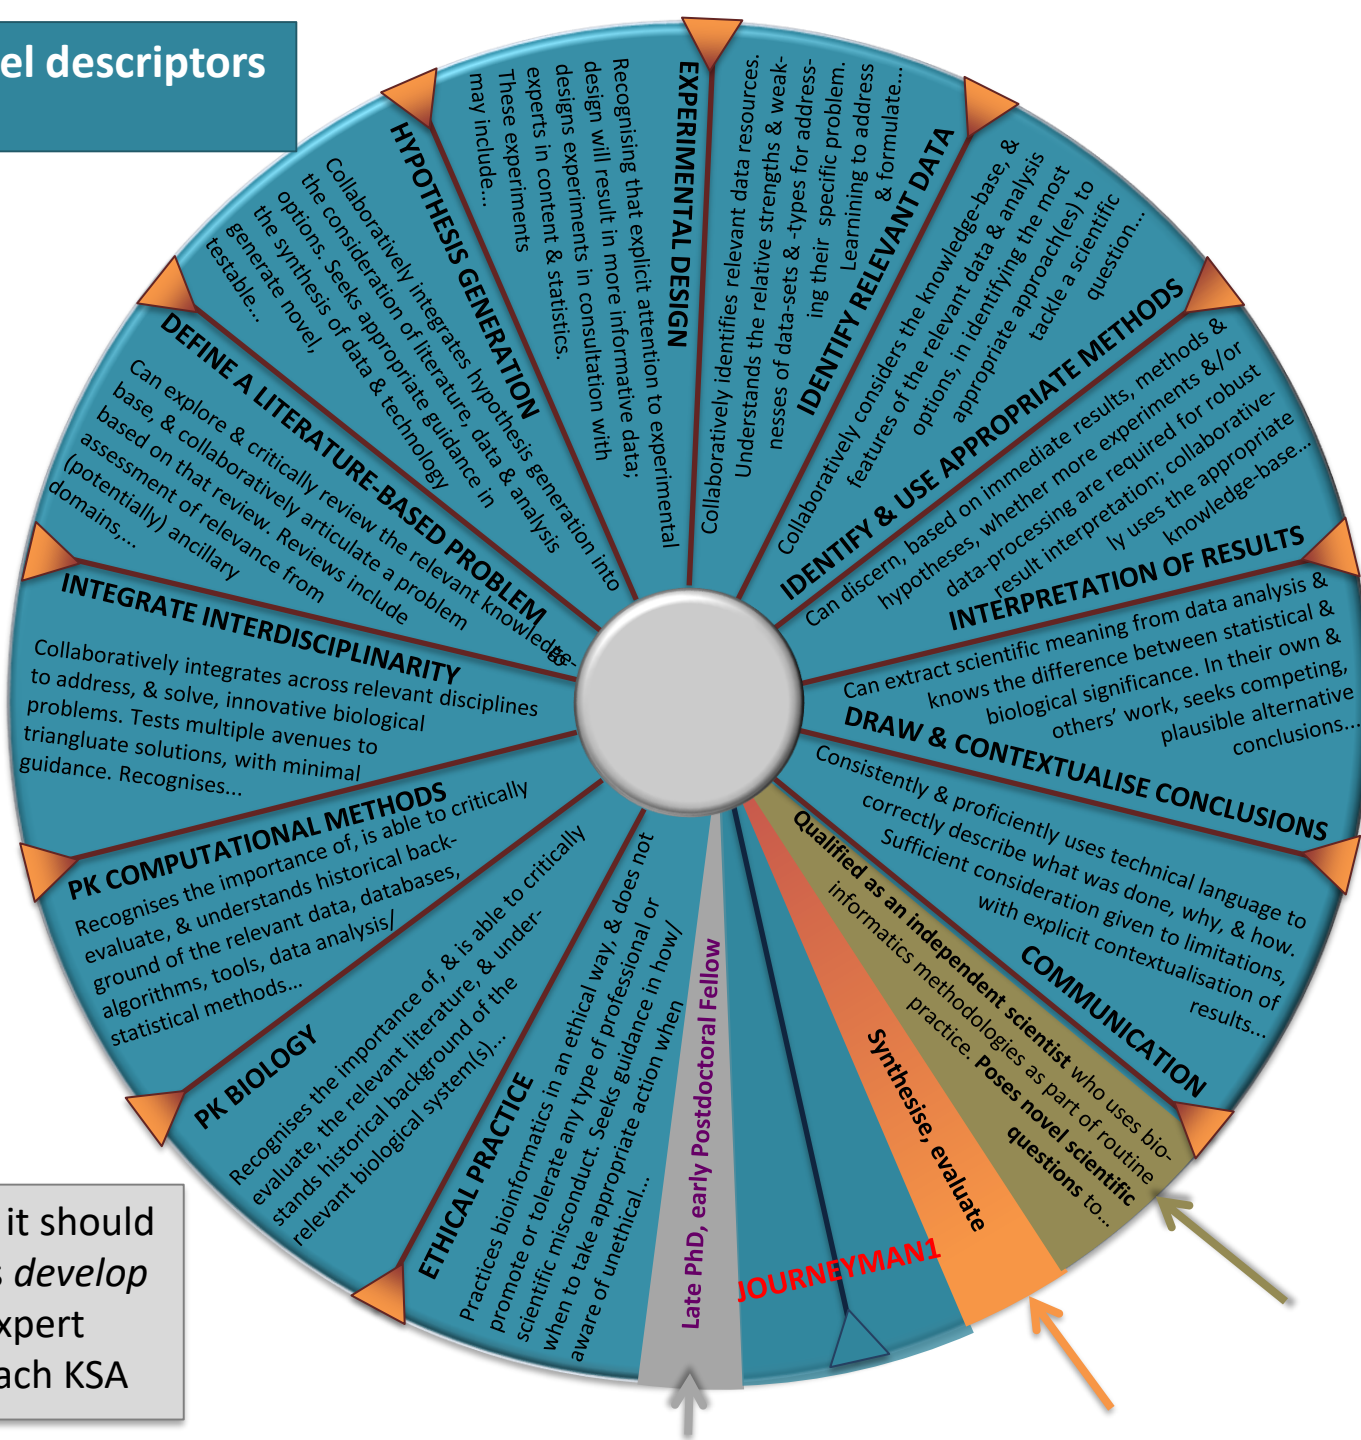 el descriptors
EXPERIMENTAL DESIGN
Recognising that explicit attention to experimental
design will result in more informative data;
designs experiments in consultation with
experts in content & statistics.
These experiments
may include...
IDENTIFY RELEVANT DATA
Collaboratively identifies relevant data resources.
Understands the relative strengths & weak-
nesses of data-sets & -types for address-
ing their specific problem.
Learnining to address
& formulate...
IDENTIFY & USE APPROPRIATE METHODS
Collaboratively considers the knowledge-base, &
features of the relevant data & analysis
options, in identifying the most
appropriate approach(es) to
tackle a scientific
question...
INTERPRETATION OF RESULTS
Can discern, based on immediate results, methods &
hypotheses, whether more experiments &/or
data-processing are required for robust
result interpretation; collaborative-
ly uses the appropriate
knowledge-base...
DRAW & CONTEXTUALISE CONCLUSIONS
Can extract scientific meaning from data analysis &
knows the difference between statistical &
biological significance. In their own &
others' work, seeks competing,
plausible alternative
conclusions...
COMMUNICATION
Consistently & proficiently uses technical language to
correctly describe what was done, why, & how.
Sufficient consideration given to limitations,
with explicit contextualisation of
results...
Qualified as an independent scientist who uses bio-
informatics methodologies as part of routine
practice. Poses novel scientific
questions to...
Synthesise, evaluate
JOURNEYMAN1
Late PhD, early Postdoctoral Fellow
ETHICAL PRACTICE
Practices bioinformatics in an ethical way, & does not
promote or tolerate any type of professional or
scientific misconduct. Seeks guidance in how/
when to take appropriate action when
aware of unethical...
PK BIOLOGY
Recognises the importance of, & is able to critically
evaluate, the relevant literature, & under-
stands historical background of the
relevant biological system(s)...
PK COMPUTATIONAL METHODS
Recognises the importance of, is able to critically
evaluate, & understands historical back-
ground of the relevant data, databases,
algorithms, tools, data analysis/
statistical methods...
INTEGRATE INTERDISCIPLINARITY
Collaboratively integrates across relevant disciplines
to address, & solve, innovative biological
problems. Tests multiple avenues to
triangluate solutions, with minimal
guidance. Recognises...
DEFINE A LITERATURE-BASED PROBLEM
Can explore & critically review the relevant knowledge-
base, & collaboratively articulate a problem
based on that review. Reviews include
assessment of relevance from
(potentially) ancillary
domains,...
HYPOTHESIS GENERATION
Collaboratively integrates hypothesis generation into
the consideration of literature, data & analysis
options. Seeks appropriate guidance in
the synthesis of data & technology
generate novel,
testable...
it should
s develop
xpert
ach KSA